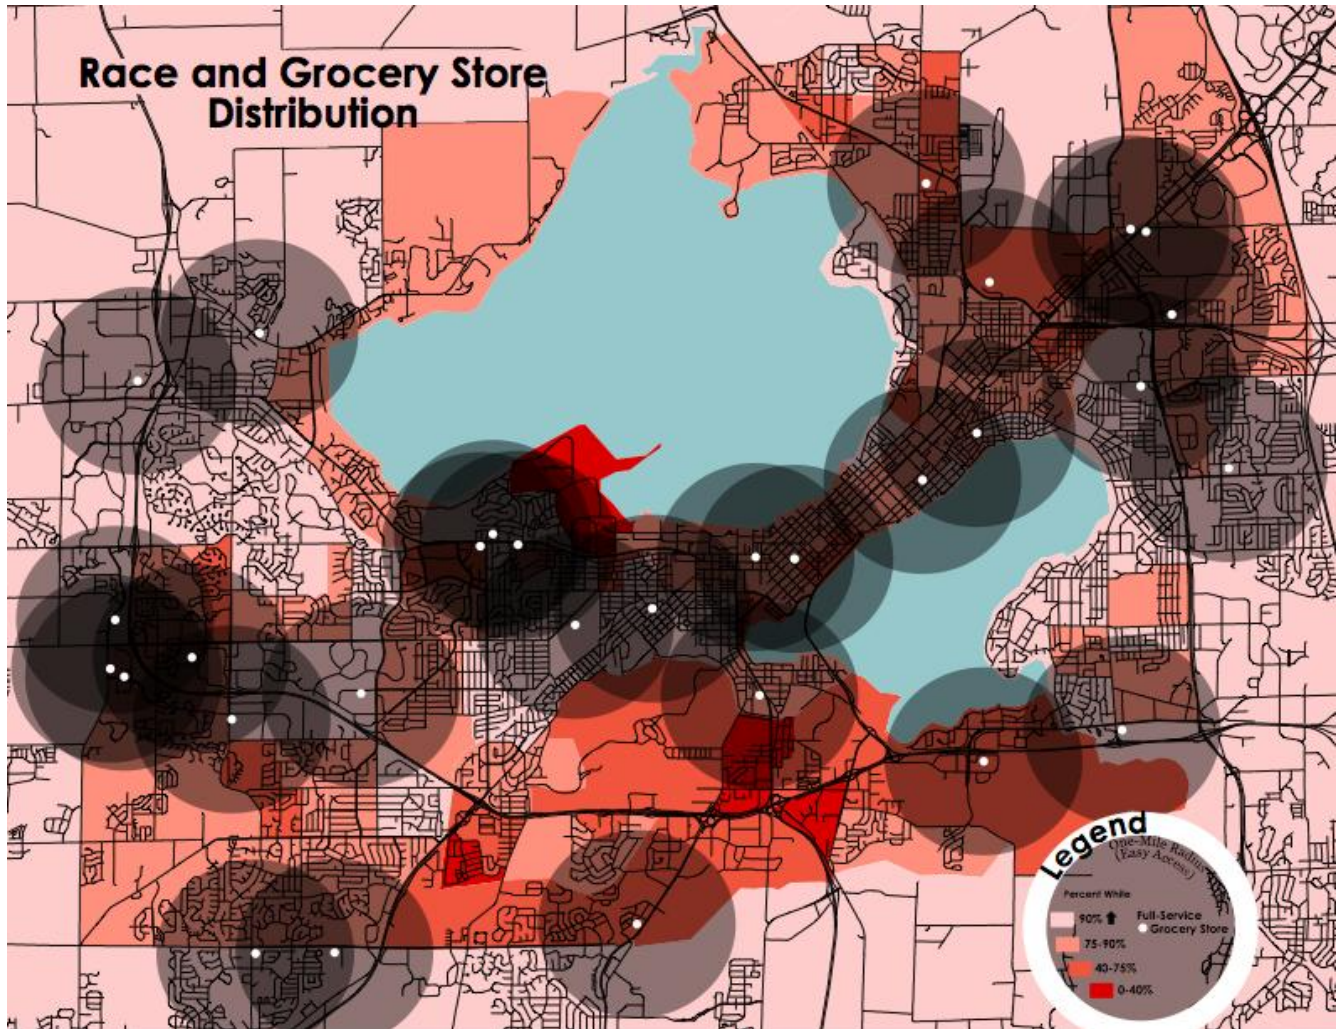 Race and Grocery Store
Distribution
Legend
One-Mile Radius
(Easy Access)
Percent White
90%
Full-Service
Grocery Store
75-90%
40-75%
0-40%